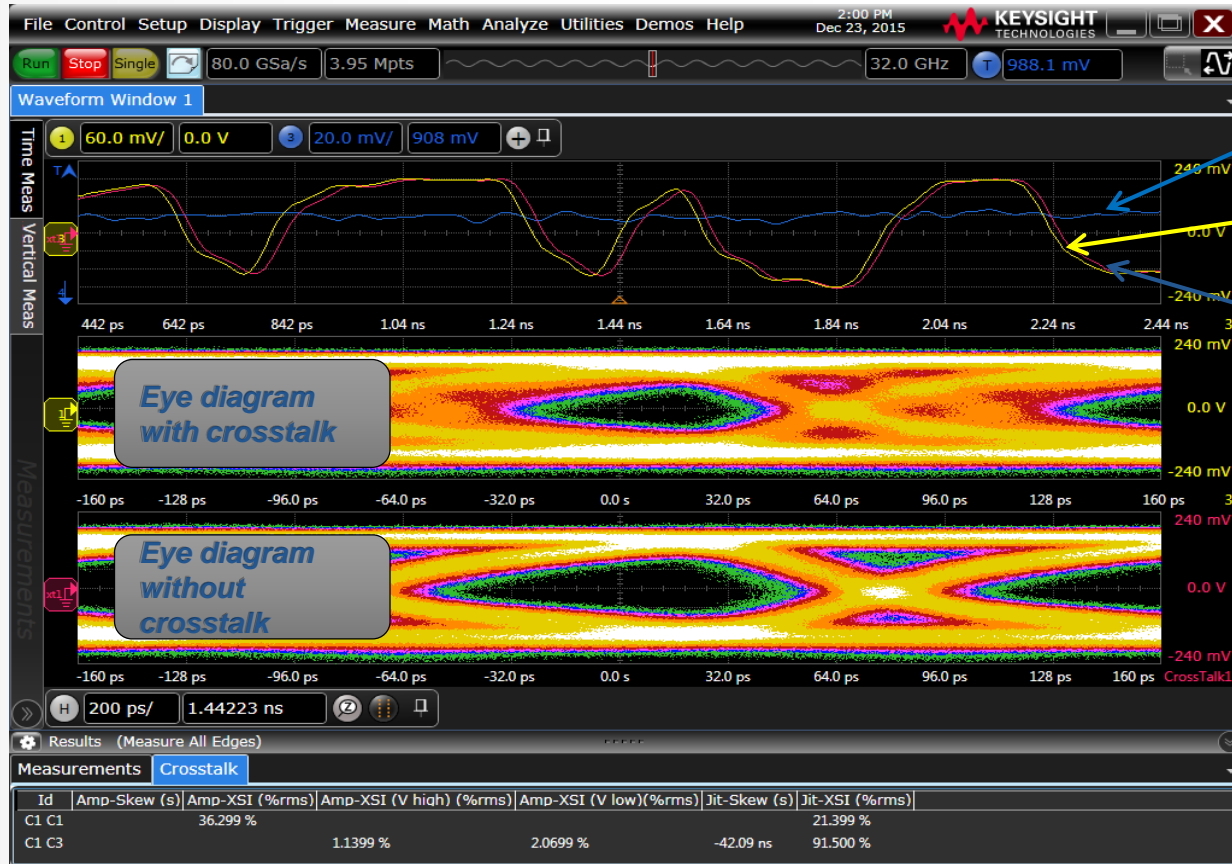 File Control Setup Display Trigger Measure Math Analyze Utilities Demos Help
2:00 PM
Dec 23, 2015
KEYSIGHT
TECHNOLOGIES
Run Stop Single 80.0 GSa/s 3.95 Mpts 32.0 GHz T 988.1 mV
Waveform Window 1
Time Meas
Vertical Meas
Measurements
1 60.0 mV/ 0.0 V 3 20.0 mV/ 908 mV
T
240 mV
0.0 V
-240 mV
4
442 ps 642 ps 842 ps 1.04 ns 1.24 ns 1.44 ns 1.64 ns 1.84 ns 2.04 ns 2.24 ns 2.44 ns 3
240 mV
Eye diagram
with crosstalk
1
0.0 V
-240 mV
-160 ps -128 ps -96.0 ps -64.0 ps -32.0 ps 0.0 s 32.0 ps 64.0 ps 96.0 ps 128 ps 160 ps 3
240 mV
Eye diagram
without
crosstalk
xt1
0.0 V
-240 mV
-160 ps -128 ps -96.0 ps -64.0 ps -32.0 ps 0.0 s 32.0 ps 64.0 ps 96.0 ps 128 ps 160 ps CrossTalk1
H 200 ps/ 1.44223 ns Z
Results (Measure All Edges)
Measurements Crosstalk
Id Amp-Skew (s) Amp-XSI (%rms) Amp-XSI (V high) (%rms) Amp-XSI (V low)(%rms) Jit-Skew (s) Jit-XSI (%rms)
C1 C1 36.299 % 21.399 %
C1 C3 1.1399 % 2.0699 % -42.09 ns 91.500 %